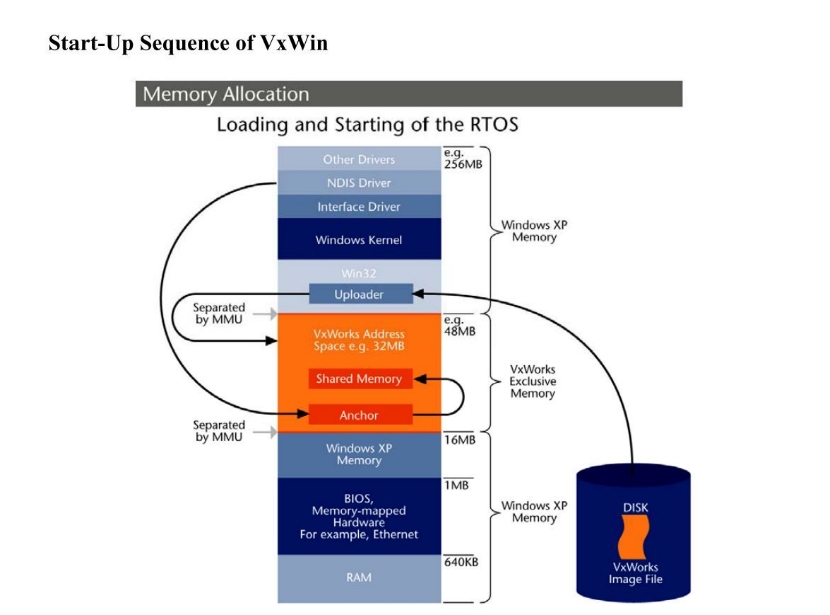 Start-Up Sequence of VxWin
Memory Allocation
Loading and Starting of the RTOS
Other Drivers
NDIS Driver
Interface Driver
Windows Kernel
Win32
Uploader
e.g.
256MB
Windows XP
Memory
Separated
by MMU
VxWorks Address
Space e.g. 32MB
Shared Memory
Anchor
e.g.
48MB
VxWorks
Exclusive
Memory
Separated
by MMU
Windows XP
Memory
16MB
1MB
BIOS,
Memory-mapped
Hardware
For example, Ethernet
Windows XP
Memory
640KB
RAM
DISK
VxWorks
Image File